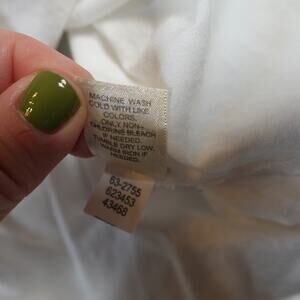 MACHINE WASH
COLD WITH LIKE
COLORS.
ONLY NON-
CHLORINE BLEACH
IF NEEDED.
TUMBLE DRY LOW.
WARM IRON IF
NEEDED.
63-2755
623453
43468